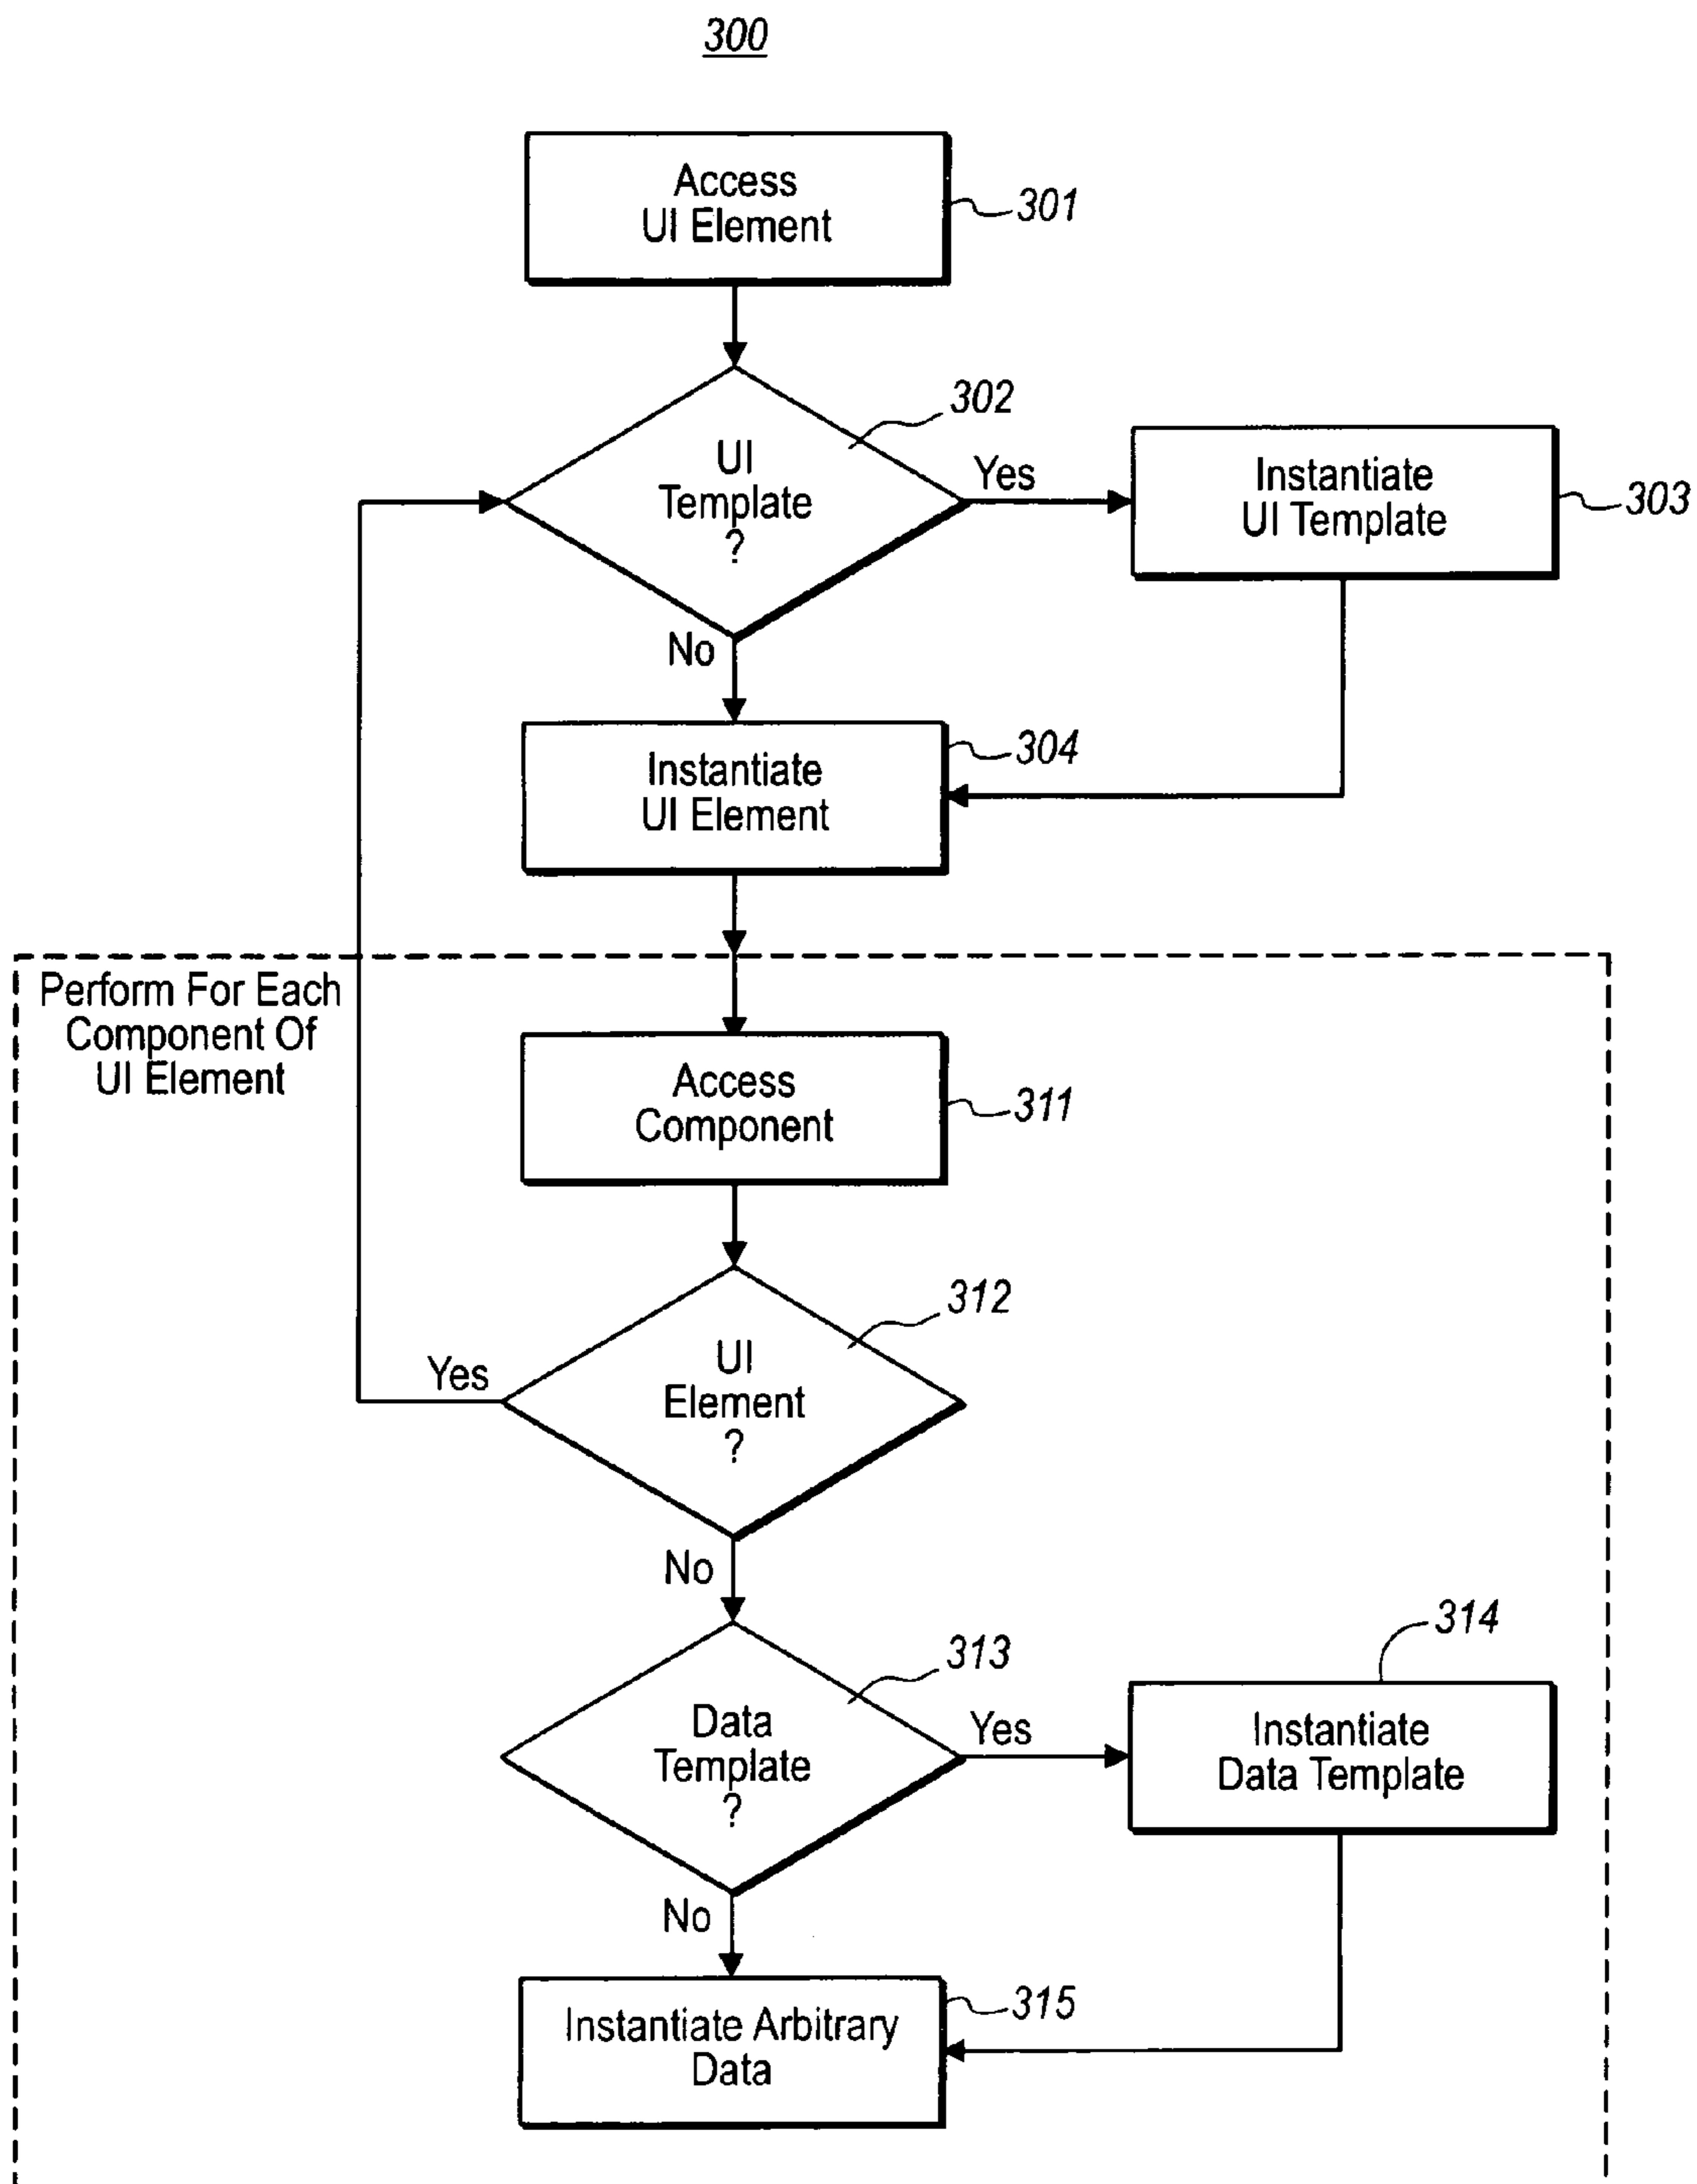 300
Access
UI Element
301
302
UI
Template
?
Yes
Instantiate
UI Template
303
No
Instantiate
UI Element
304
Perform For Each
Component Of
UI Element
Access
Component
311
312
UI
Element
?
Yes
No
313
Data
Template
?
Yes
314
Instantiate
Data Template
No
Instantiate Arbitrary
Data
315